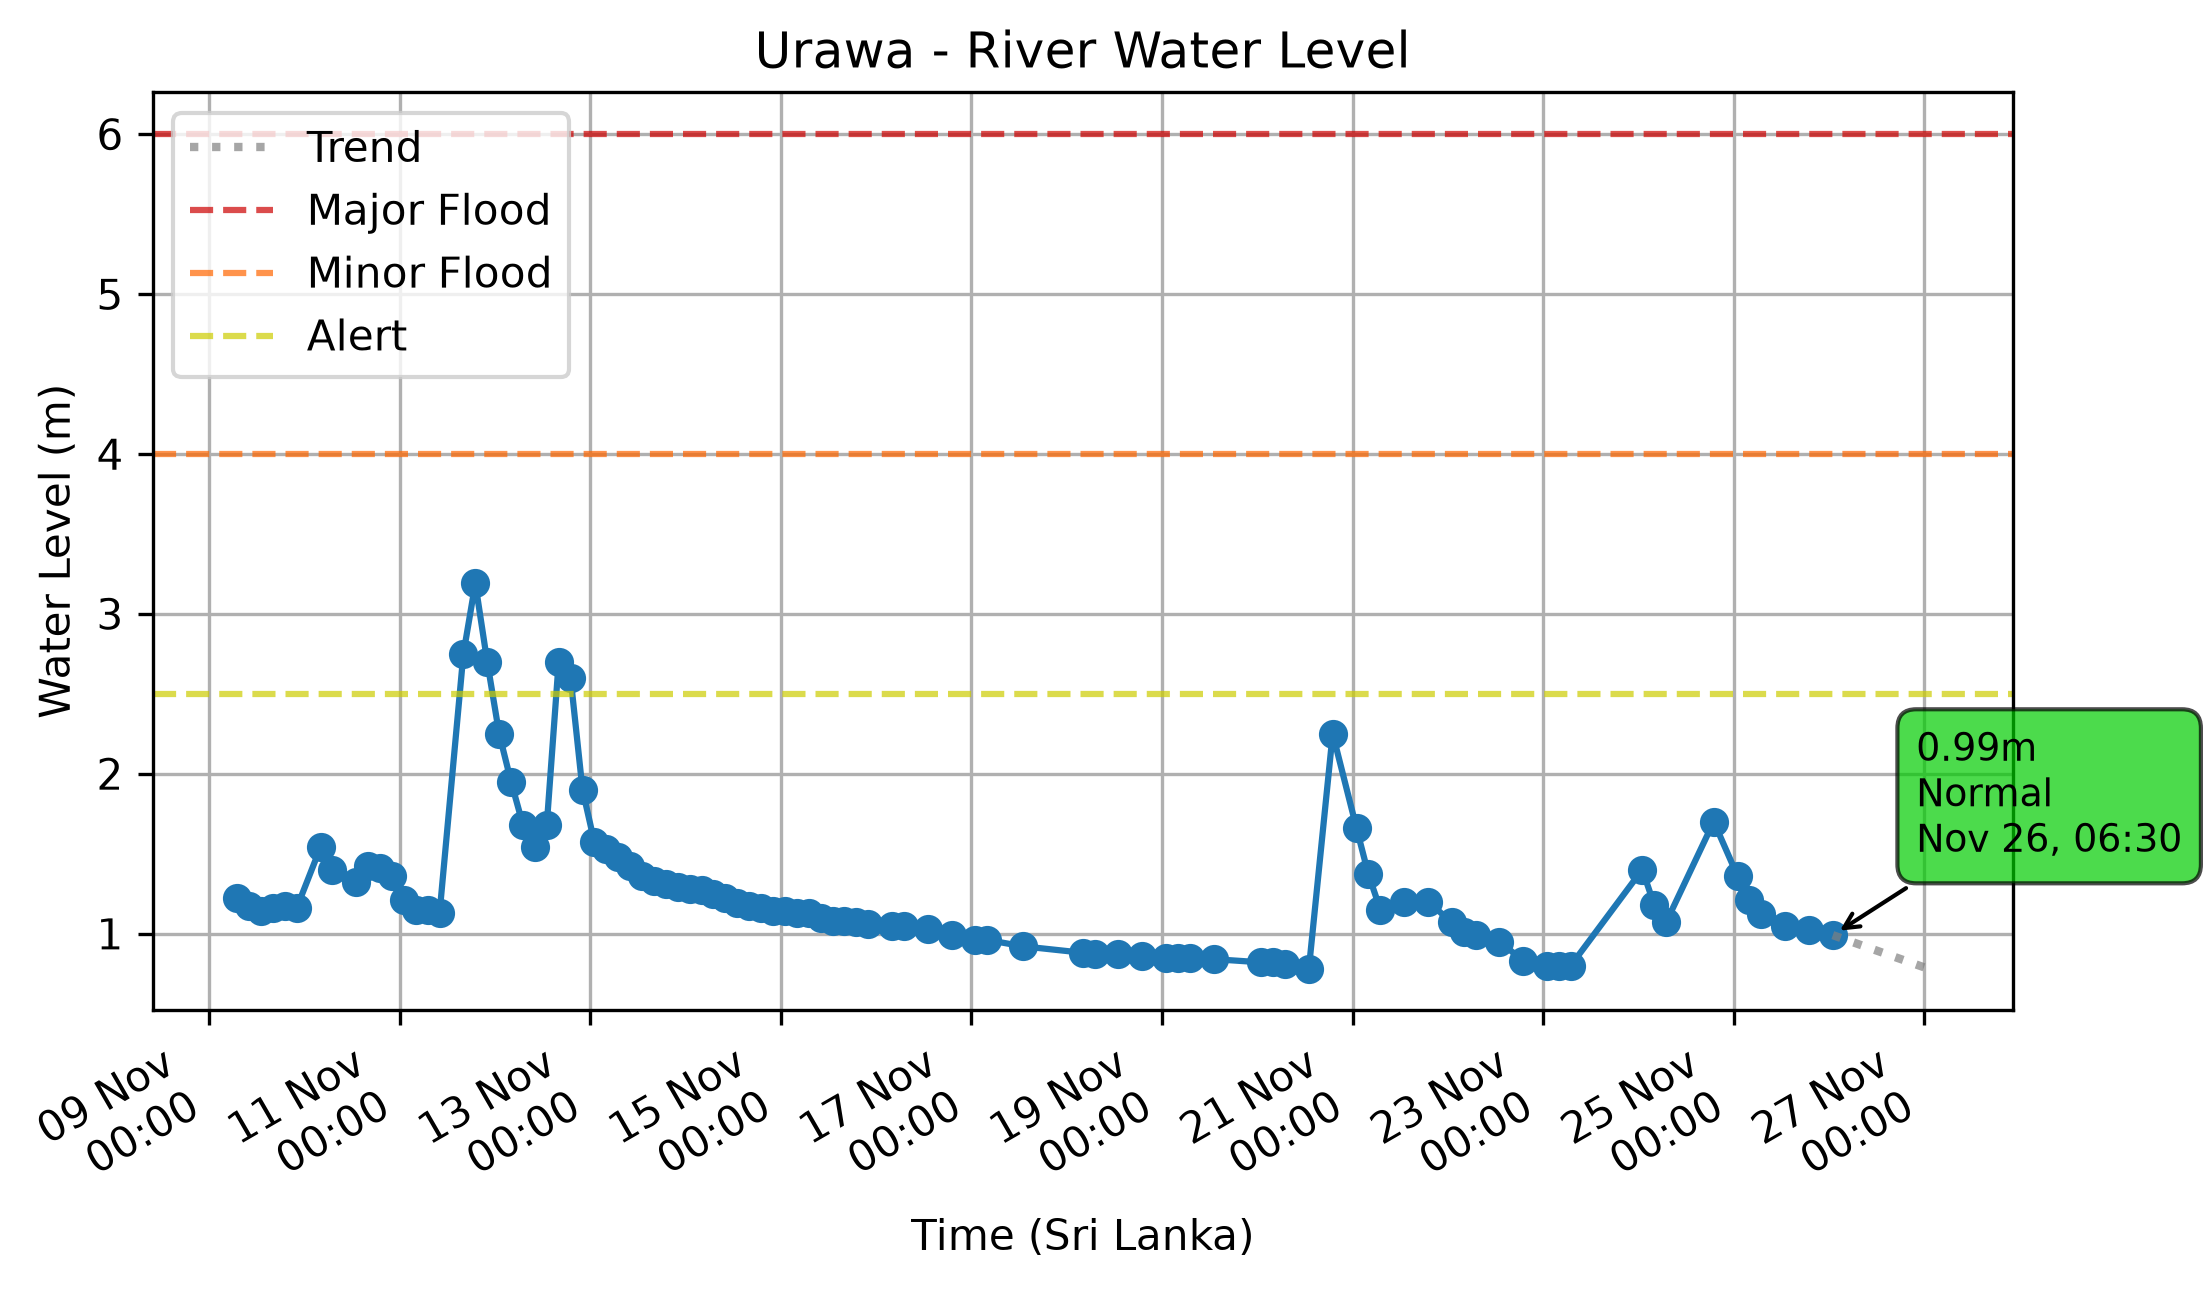 Urawa - River Water Level
Trend
Major Flood
Minor Flood
Alert
6
5
4
3
2
1
Water Level (m)
0.99m
Normal
Nov 26, 06:30
09 Nov
00:00
11 Nov
00:00
13 Nov
00:00
15 Nov
00:00
17 Nov
00:00
19 Nov
00:00
21 Nov
00:00
23 Nov
00:00
25 Nov
00:00
27 Nov
00:00
Time (Sri Lanka)